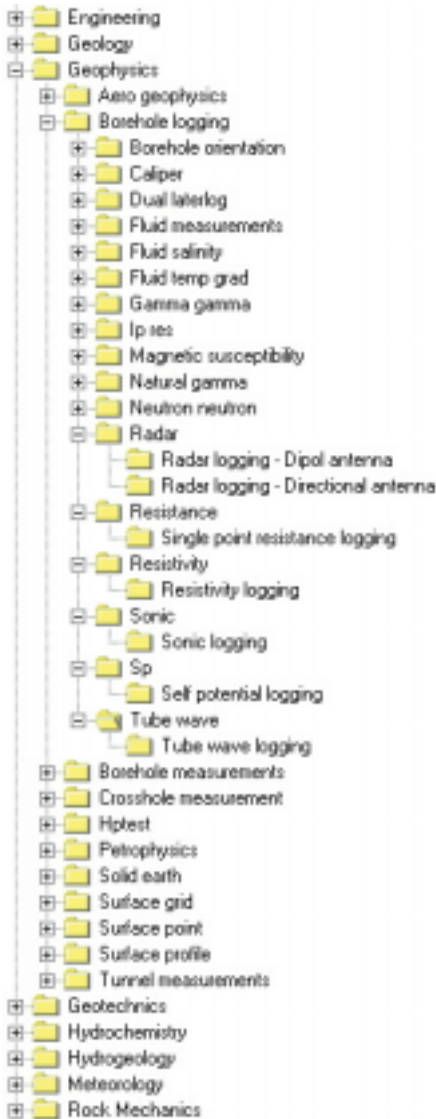 Engineering
Geology
Geophysics
Aero geophysics
Borehole logging
Borehole orientation
Caliper
Dual laterlog
Fluid measurements
Fluid salinity
Fluid temp grad
Gamma gamma
Ip res
Magnetic susceptibility
Natural gamma
Neutron neutron
Radar
Radar logging - Dipol antenna
Radar logging - Directional antenna
Resistance
Single point resistance logging
Resistivity
Resistivity logging
Sonic
Sonic logging
Sp
Self potential logging
Tube wave
Tube wave logging
Borehole measurements
Crosshole measurement
Hptest
Petrophysics
Solid earth
Surface grid
Surface point
Surface profile
Tunnel measurements
Geotechnics
Hydrochemistry
Hydrogeology
Meteorology
Rock Mechanics